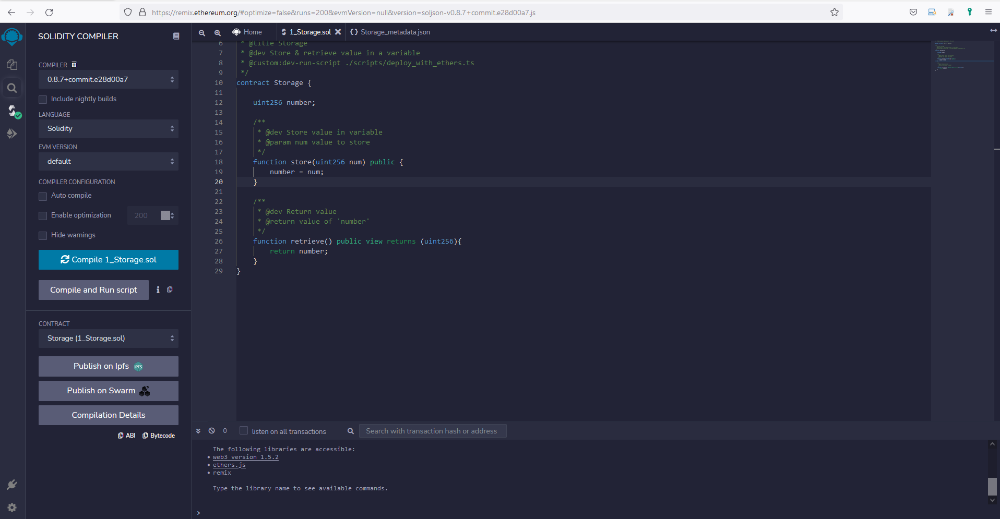 https://remix.ethereum.org/#optimize=false&runs=200&evmVersion=null&version=soljson-v0.8.7+commit.e28d00a7.js
SOLIDITY COMPILER
COMPILER
0.8.7+commit.e28d00a7
Include nightly builds
LANGUAGE
Solidity
EVM VERSION
default
COMPILER CONFIGURATION
Auto compile
Enable optimization 200
Hide warnings
Compile 1_Storage.sol
Compile and Run script
CONTRACT
Storage (1_Storage.sol)
Publish on Ipfs IPFS
Publish on Swarm
Compilation Details
ABI Bytecode
Home 1_Storage.sol Storage_metadata.json
6 * @title Storage
7 * @dev Store & retrieve value in a variable
8 * @custom:dev-run-script ./scripts/deploy_with_ethers.ts
9 */
10 contract Storage {
11
12 uint256 number;
13
14 /**
15 * @dev Store value in variable
16 * @param num value to store
17 */
18 function store(uint256 num) public {
19 number = num;
20 }
21
22 /**
23 * @dev Return value
24 * @return value of 'number'
25 */
26 function retrieve() public view returns (uint256){
27 return number;
28 }
29 }
0 listen on all transactions Search with transaction hash or address
The following libraries are accessible:
• web3 version 1.5.2
• ethers.js
• remix
Type the library name to see available commands.
>